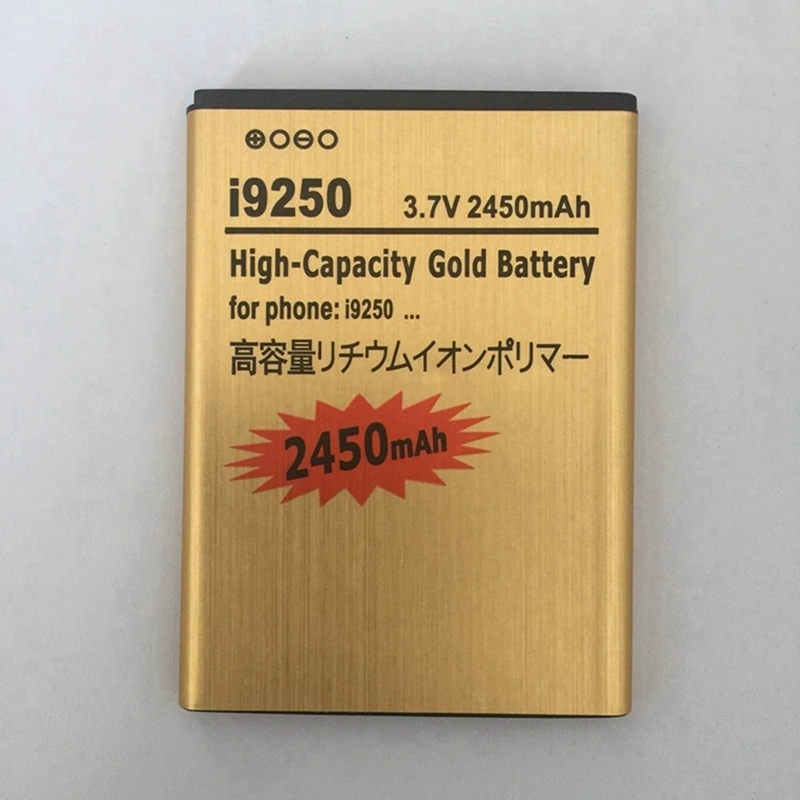 i9250 3.7V 2450mAh
High-Capacity Gold Battery
for phone: i9250 ...
高容量リチウムイオンポリマー
2450mAh